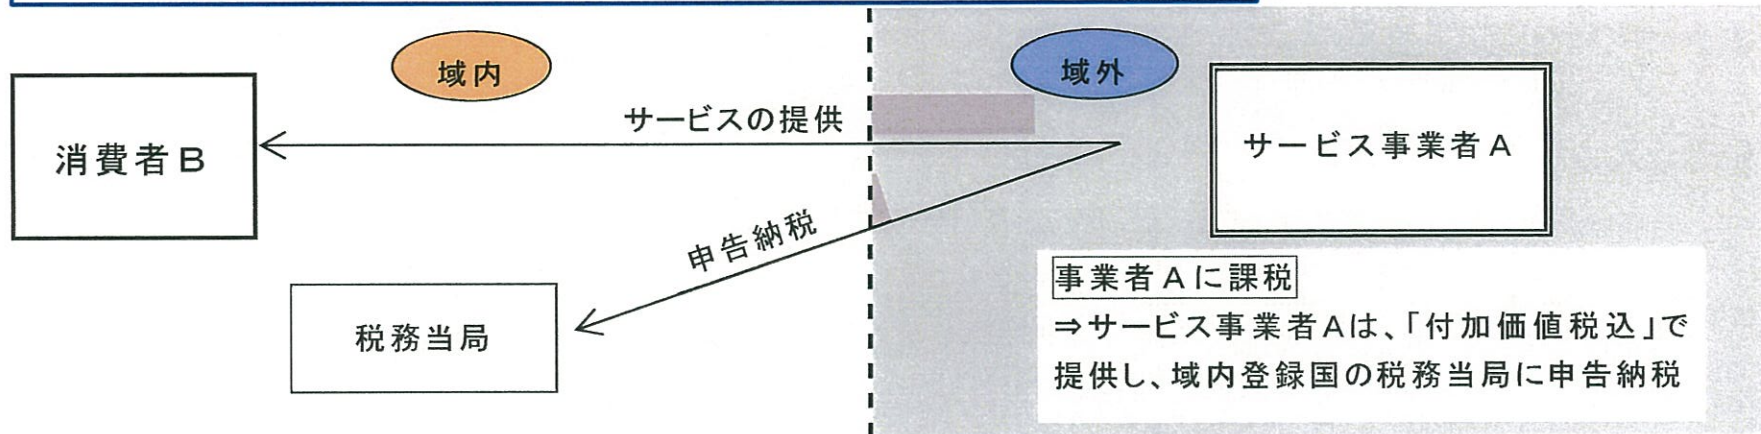 域内
域外
サービスの提供
消費者B
サービス事業者A
申告納税
税務当局
事業者Aに課税
⇒サービス事業者Aは、「付加価値税込」で
提供し、域内登録国の税務当局に申告納税